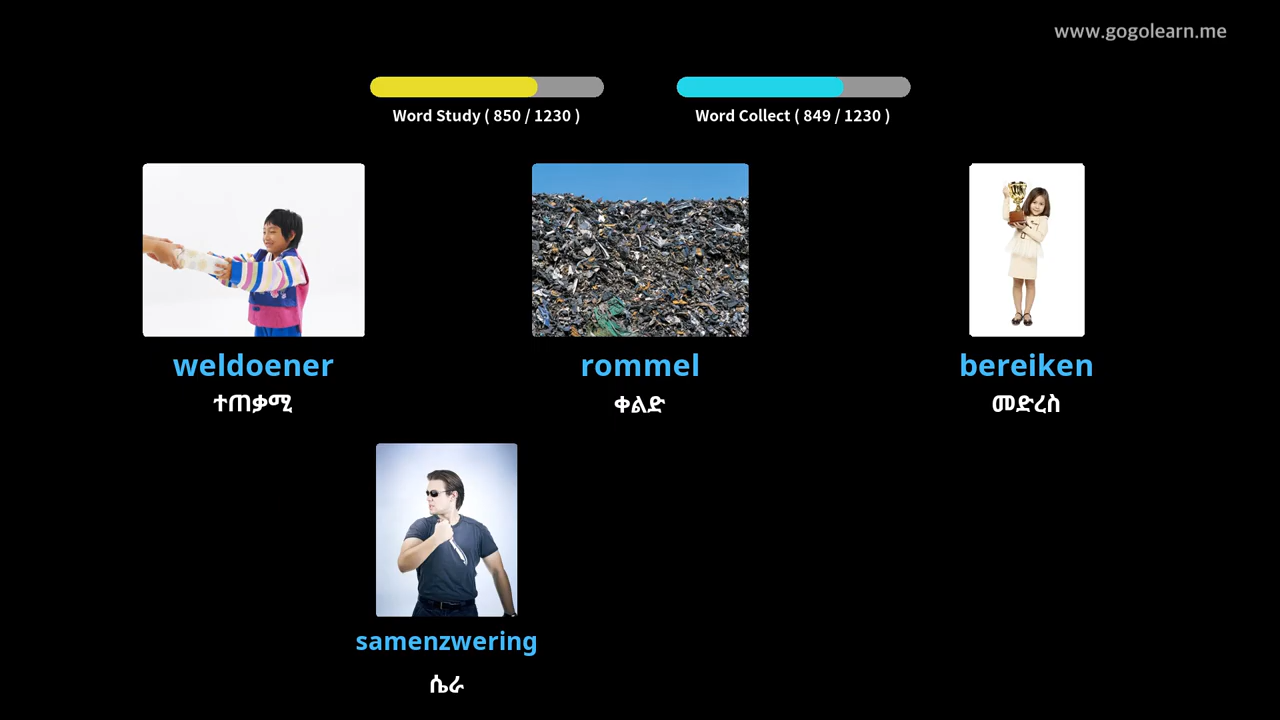 www.gogolearn.me
Word Study ( 850 / 1230 )
Word Collect ( 849 / 1230 )
weldoener
ተጠቃሚ
rommel
ቀልድ
bereiken
መድረስ
samenzwering
ሴራ